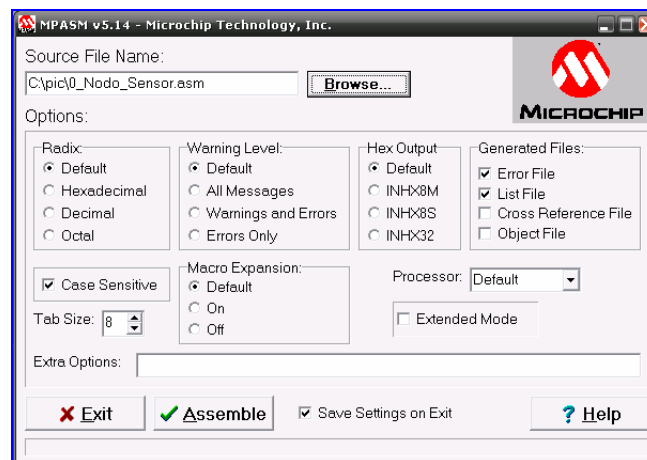 MPASM v5.14 - Microchip Technology, Inc.
Source File Name:
C:\pic\0_Nodo_Sensor.asm
Browse...
MICROCHIP
Options:
Radix:
Default
Hexadecimal
Decimal
Octal
Warning Level:
Default
All Messages
Warnings and Errors
Errors Only
Hex Output
Default
INHX8M
INHX8S
INHX32
Generated Files:
Error File
List File
Cross Reference File
Object File
Case Sensitive
Tab Size: 8
Macro Expansion:
Default
On
Off
Processor: Default
Extended Mode
Extra Options:
Exit
Assemble
Save Settings on Exit
? Help